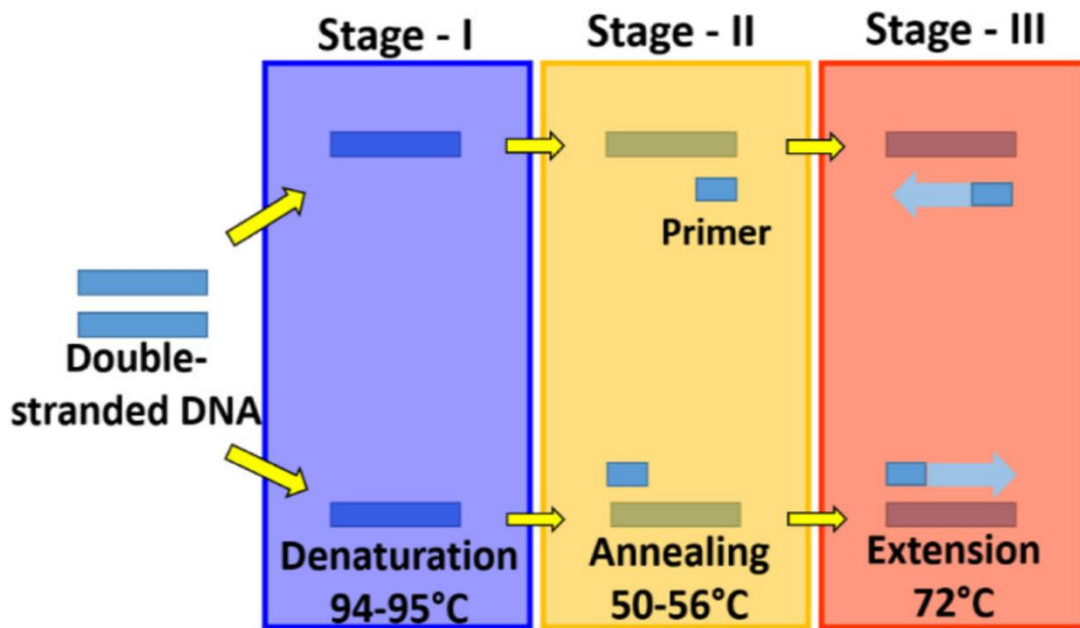 Stage - I
Stage - II
Stage - III
Primer
Double-
stranded DNA
Denaturation
94-95°C
Annealing
50-56°C
Extension
72°C